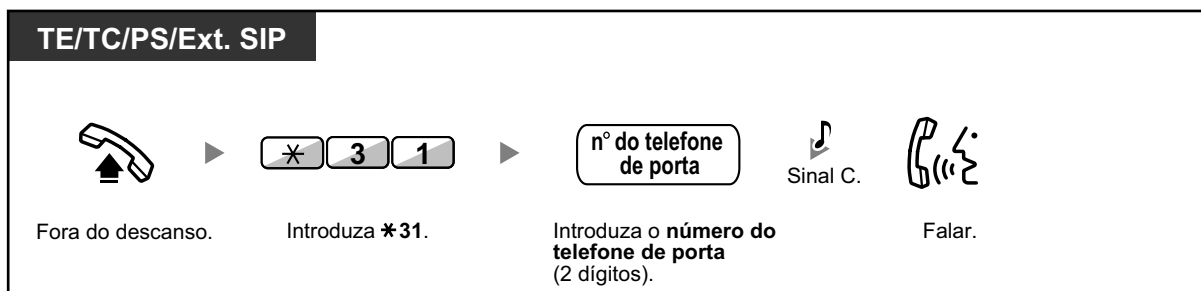 TE/TC/PS/Ext. SIP
✳ 3 1
n° do telefone
de porta
Sinal C.
Fora do descanso.
Introduza ✳31.
Introduza o número do
telefone de porta
(2 dígitos).
Falar.